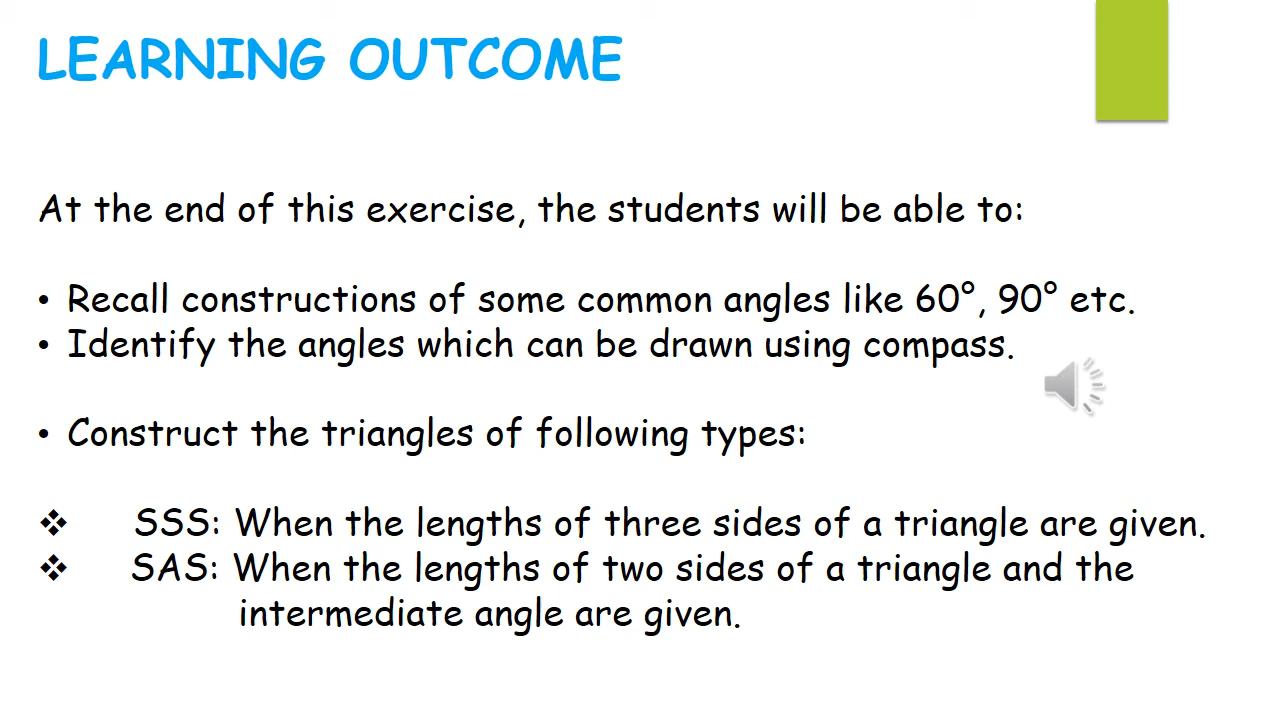 LEARNING OUTCOME
At the end of this exercise, the students will be able to:
• Recall constructions of some common angles like 60°, 90° etc.
• Identify the angles which can be drawn using compass.
• Construct the triangles of following types:
❖ SSS: When the lengths of three sides of a triangle are given.
❖ SAS: When the lengths of two sides of a triangle and the
intermediate angle are given.